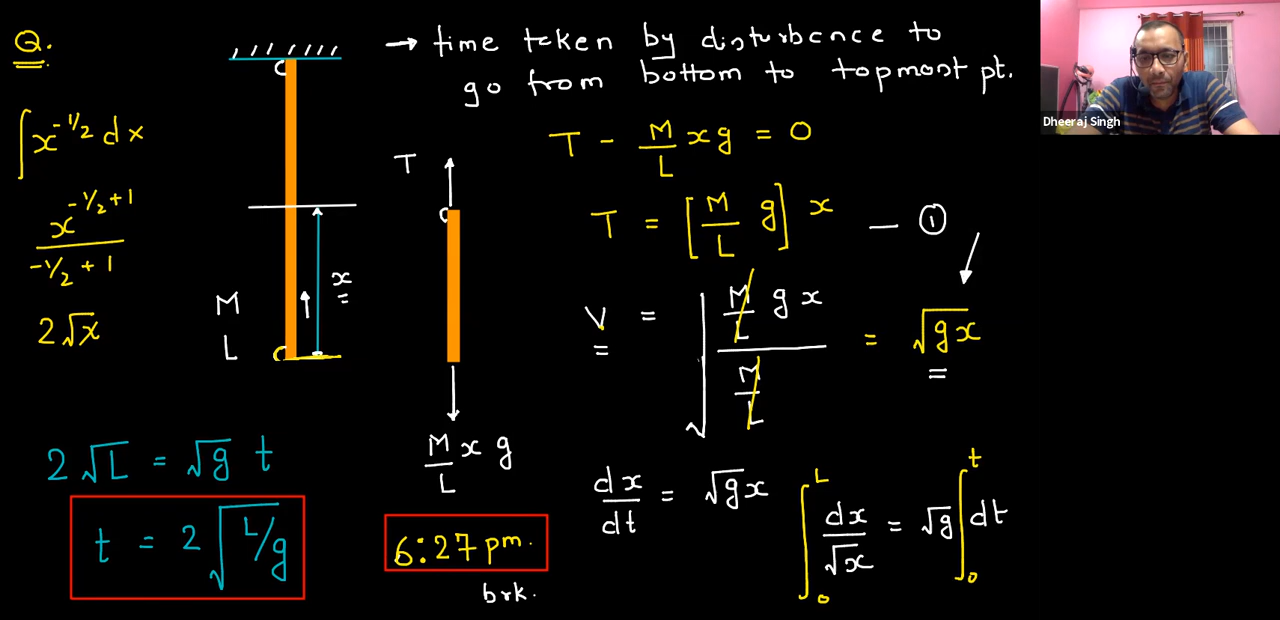 Q.
→ time taken by disturbance to
go from bottom to topmost pt.
Dheeraj Singh
∫x^{-1/2} dx
x^{-1/2+1}
/ -1/2 + 1
2√x
M
L
x
T
M/L x g
T - M/L xg = 0
T = [M/L g] x — ①
V = √((M/L g x)/(M/L)) = √gx
dx/dt = √gx
∫₀ᴸ dx/√x = √g ∫₀ᵗ dt
2√L = √g t
t = 2√(L/g)
6:27 pm.
brk.